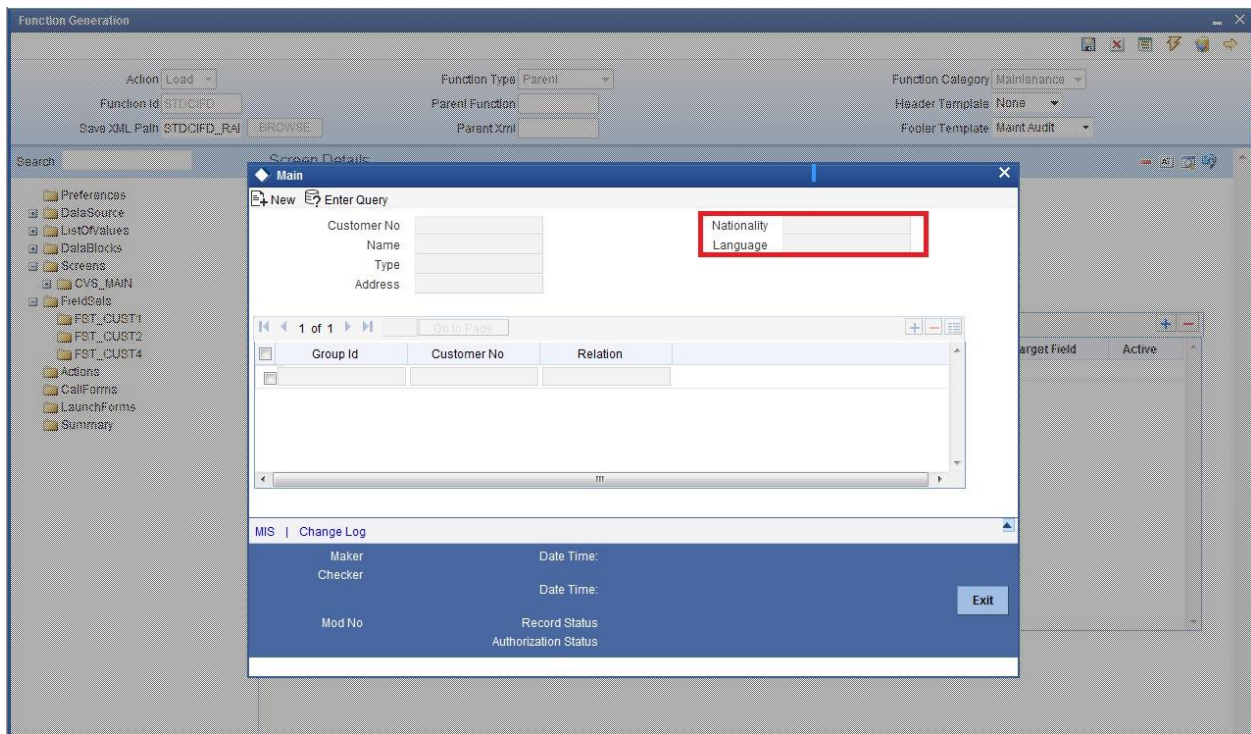 Function Generation
Action Load Function Type Parent Function Category Maintenance
Function Id STDCIFD Parent Function Header Template None
Save XML Path STDCIFD_RAI BROWSE Parent Xml Footer Template Maint Audit
Search Screen Details
Preferences
DataSource
ListOfValues
DataBlocks
Screens
CVS_MAIN
FieldSets
FST_CUST1
FST_CUST2
FST_CUST4
Actions
CallForms
LaunchForms
Summary
Main
New Enter Query
Customer No Nationality
Name Language
Type
Address
1 of 1 Go to Page
Group Id Customer No Relation
arget Field Active
MIS | Change Log
Maker Date Time:
Checker
Date Time:
Exit
Mod No Record Status
Authorization Status